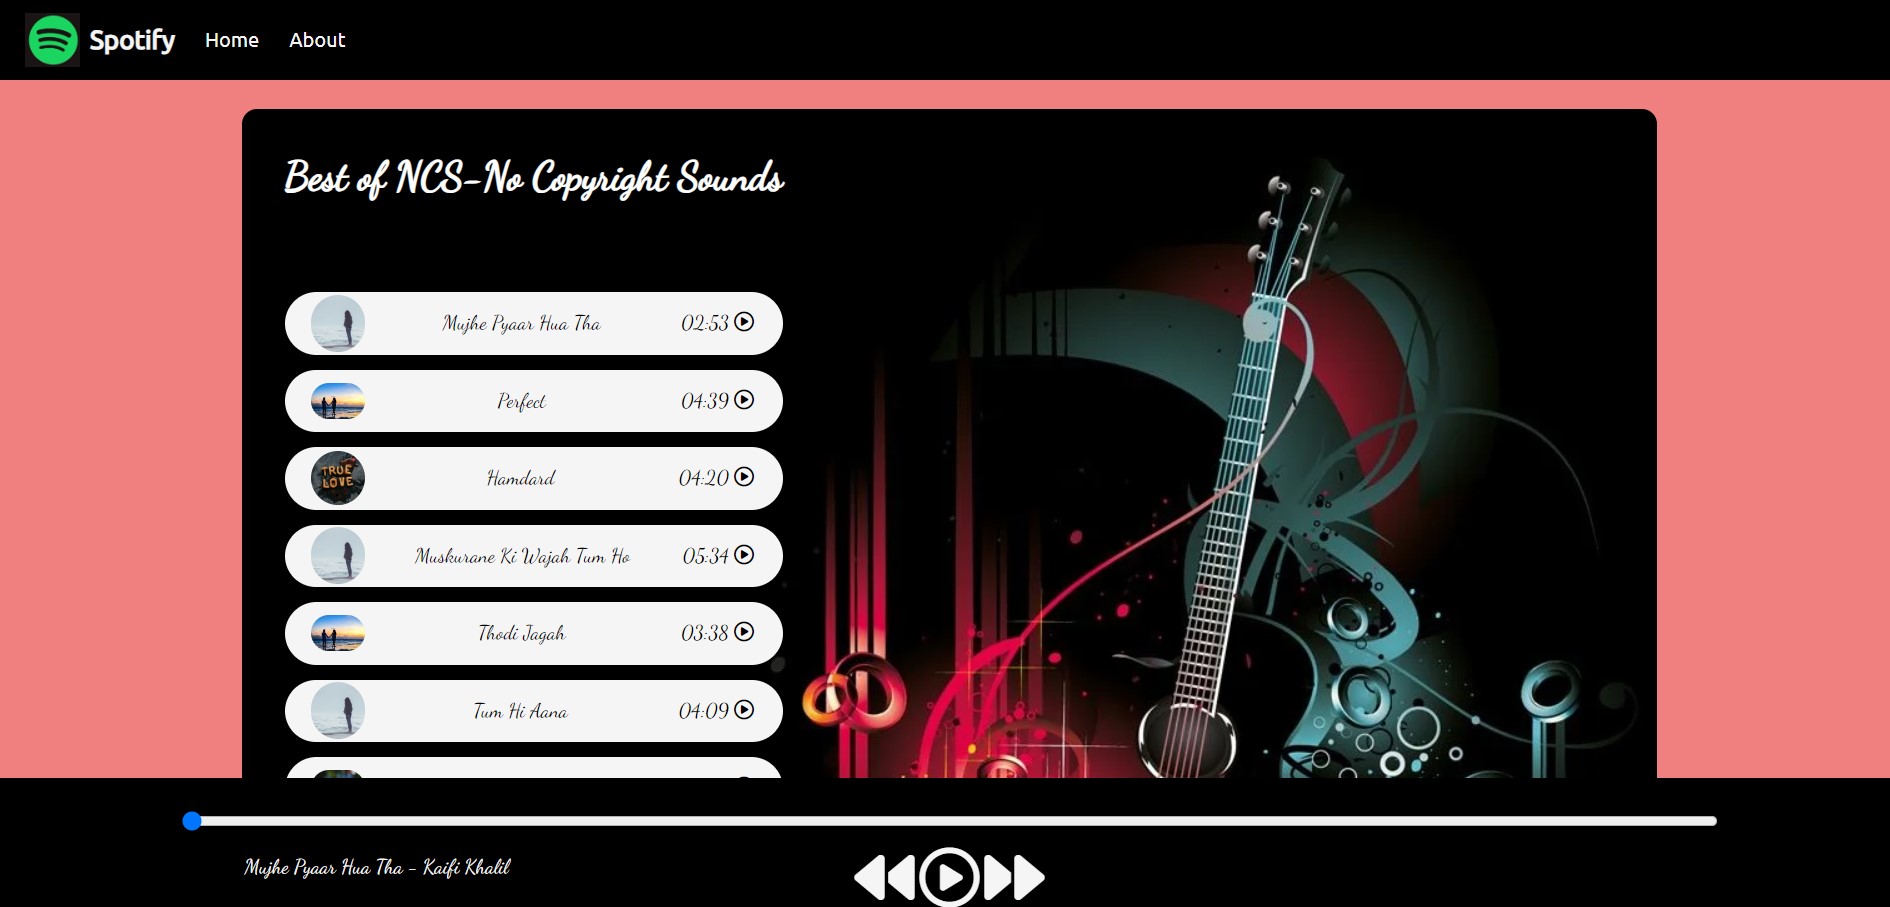 Spotify Home About
Best of NCS-No Copyright Sounds
Mujhe Pyaar Hua Tha 02:53
Perfect 04:39
TRUE
LOVE
Hamdard 04:20
Muskurane Ki Wajah Tum Ho 05:34
Thodi Jagah 03:38
Tum Hi Aana 04:09
Mujhe Pyaar Hua Tha - Kaifi Khalil